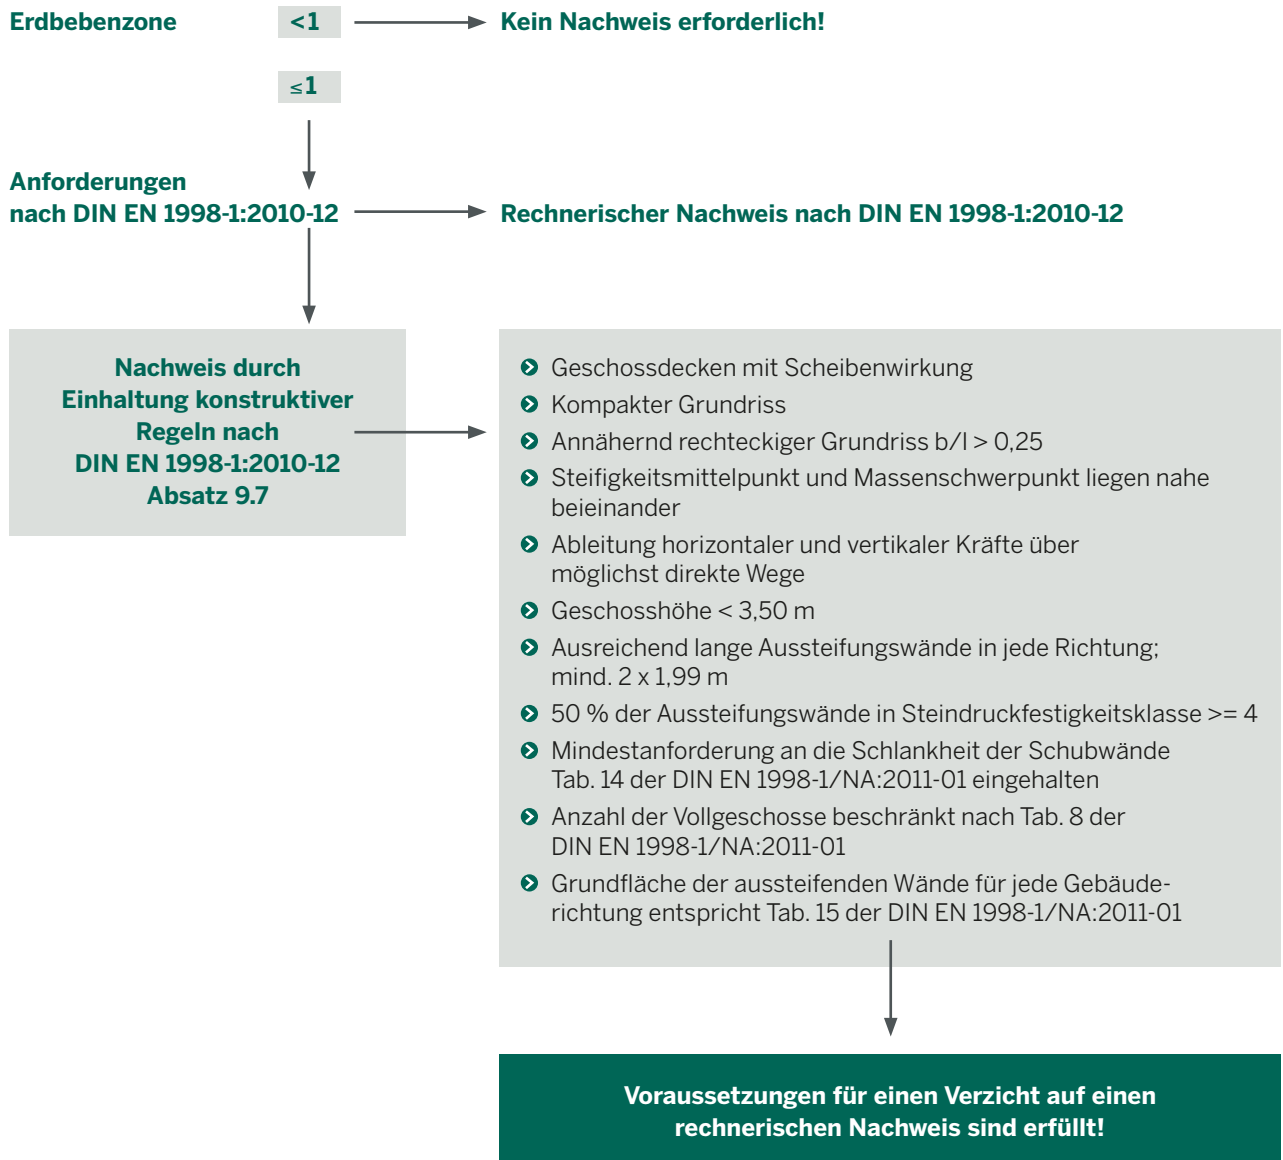 Erdbebenzone <1 Kein Nachweis erforderlich!
≤1
Anforderungen
nach DIN EN 1998-1:2010-12 Rechnerischer Nachweis nach DIN EN 1998-1:2010-12
Nachweis durch
Einhaltung konstruktiver
Regeln nach
DIN EN 1998-1:2010-12
Absatz 9.7
Geschossdecken mit Scheibenwirkung
Kompakter Grundriss
Annähernd rechteckiger Grundriss b/l > 0,25
Steifigkeitsmittelpunkt und Massenschwerpunkt liegen nahe
beieinander
Ableitung horizontaler und vertikaler Kräfte über
möglichst direkte Wege
Geschosshöhe < 3,50 m
Ausreichend lange Aussteifungswände in jede Richtung;
mind. 2 x 1,99 m
50 % der Aussteifungswände in Steindruckfestigkeitsklasse >= 4
Mindestanforderung an die Schlankheit der Schubwände
Tab. 14 der DIN EN 1998-1/NA:2011-01 eingehalten
Anzahl der Vollgeschosse beschränkt nach Tab. 8 der
DIN EN 1998-1/NA:2011-01
Grundfläche der aussteifenden Wände für jede Gebäude-
richtung entspricht Tab. 15 der DIN EN 1998-1/NA:2011-01
Voraussetzungen für einen Verzicht auf einen
rechnerischen Nachweis sind erfüllt!